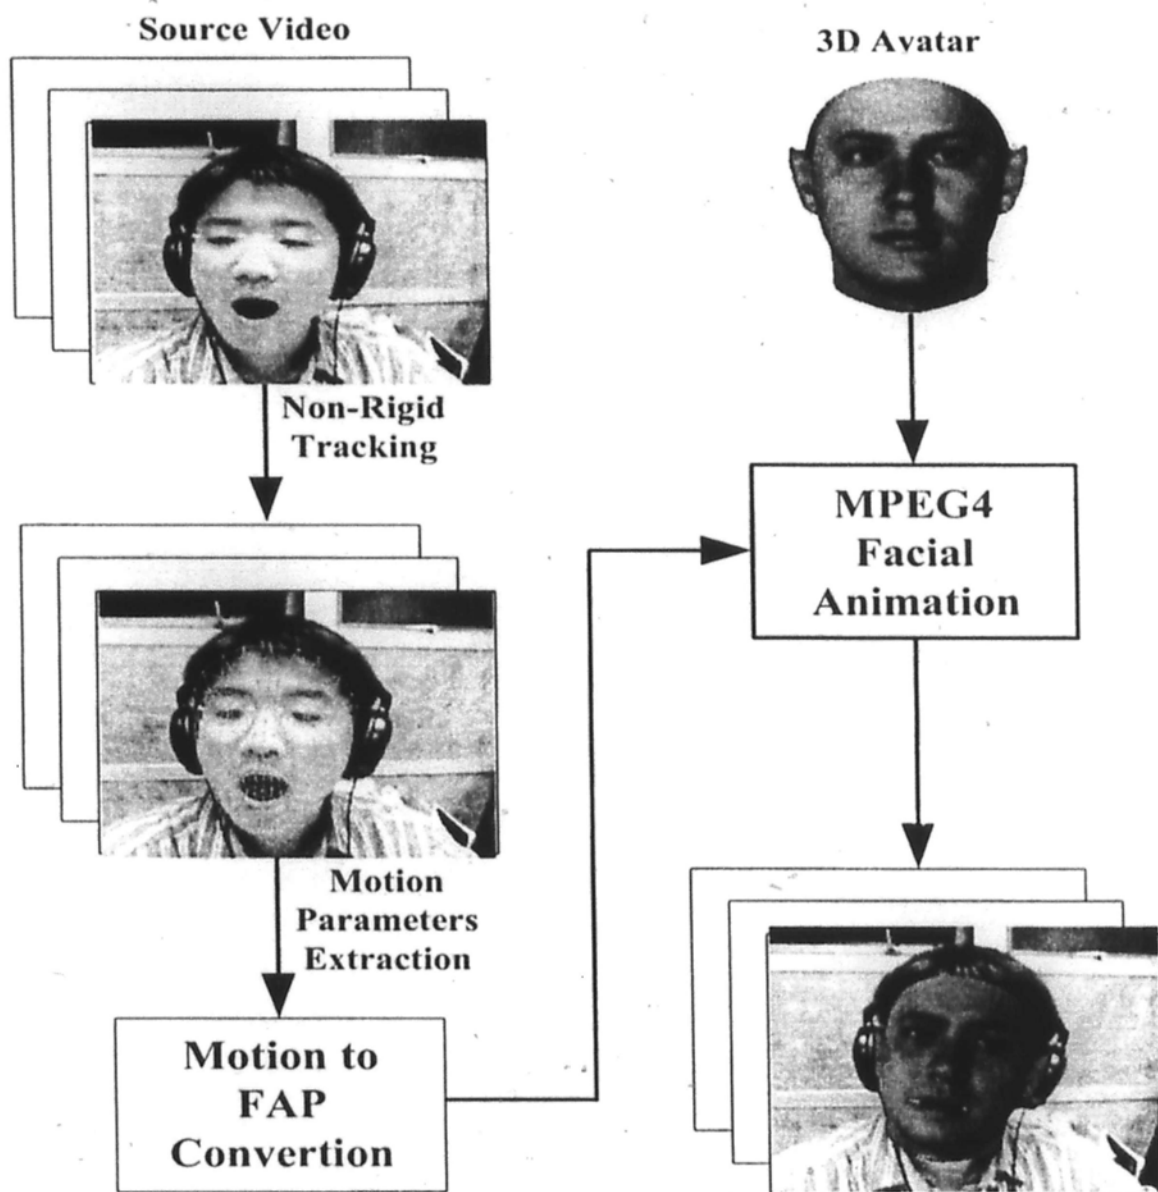 Source Video
3D Avatar
Non-Rigid
Tracking
MPEG4
Facial
Animation
Motion
Parameters
Extraction
Motion to
FAP
Convertion